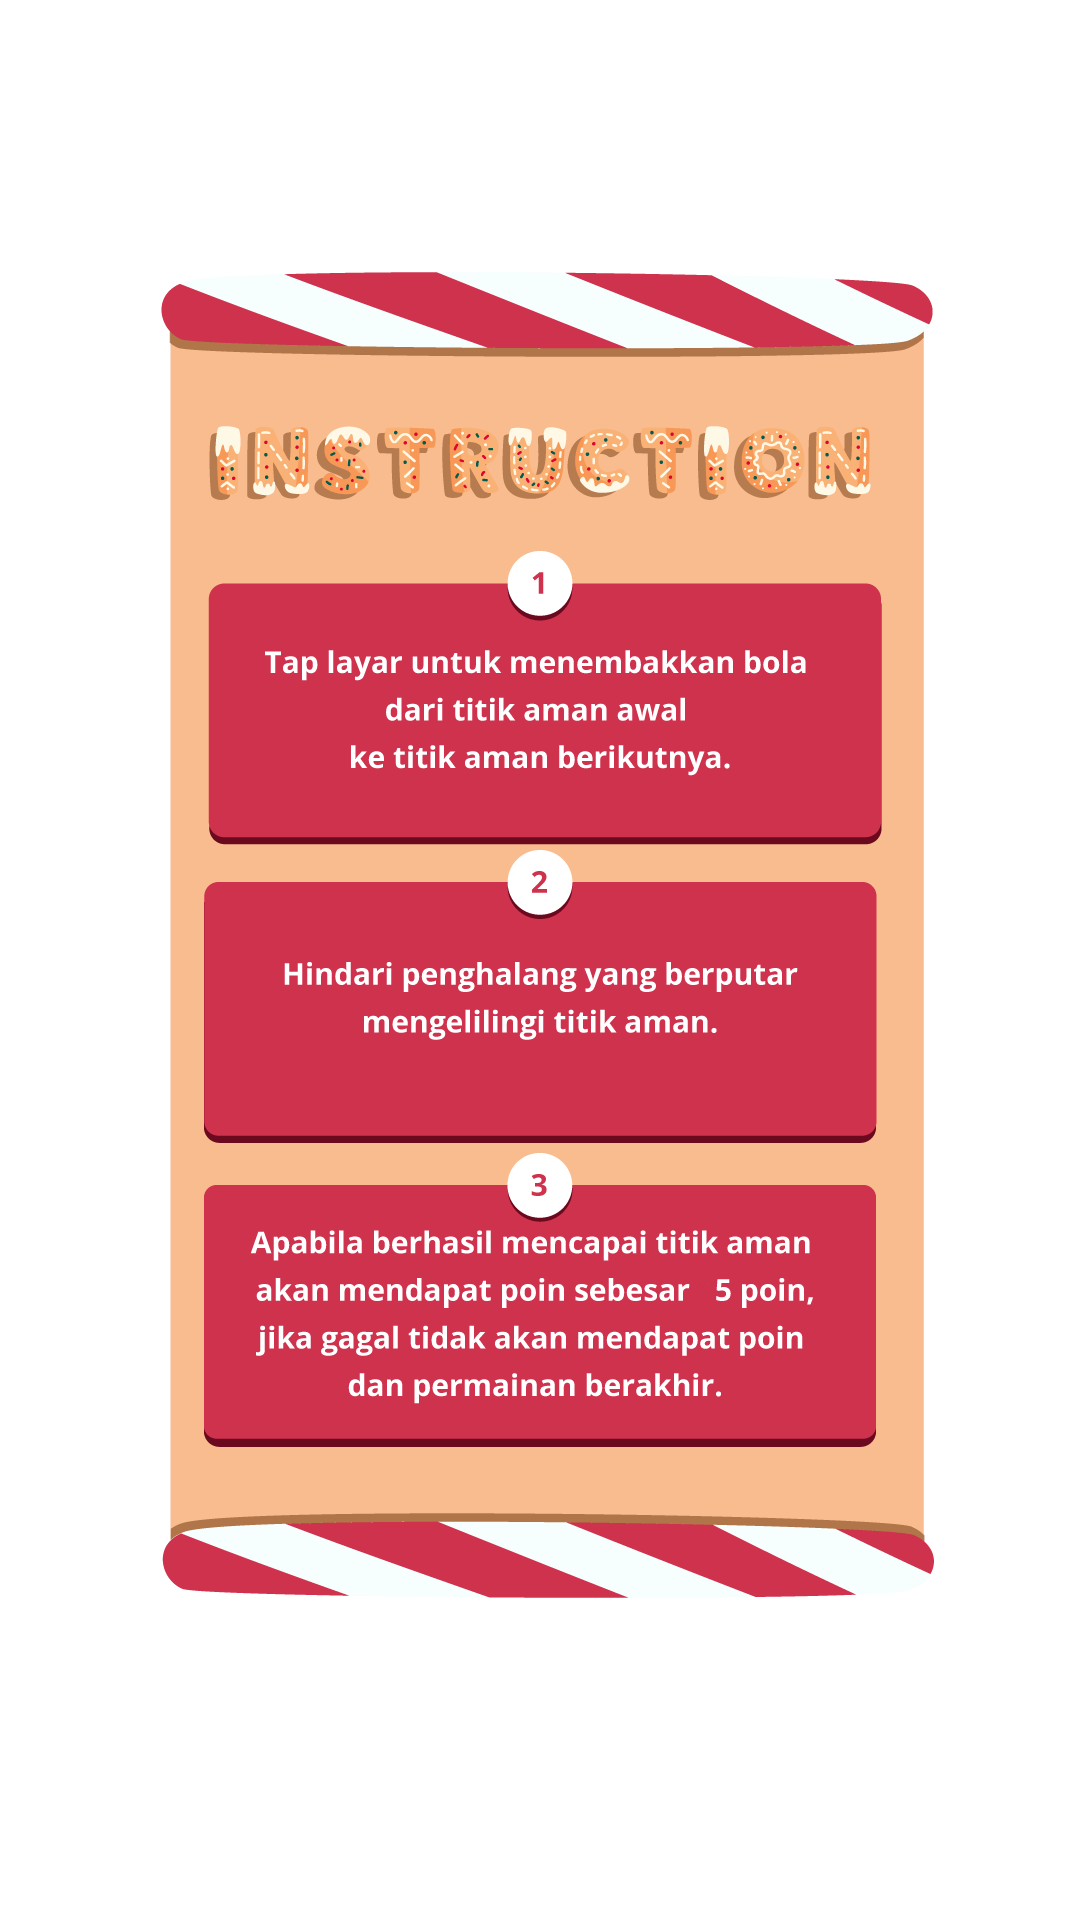 INSTRUCTION
1
Tap layar untuk menembakkan bola
dari titik aman awal
ke titik aman berikutnya.
2
Hindari penghalang yang berputar
mengelilingi titik aman.
3
Apabila berhasil mencapai titik aman
akan mendapat poin sebesar 5 poin,
jika gagal tidak akan mendapat poin
dan permainan berakhir.